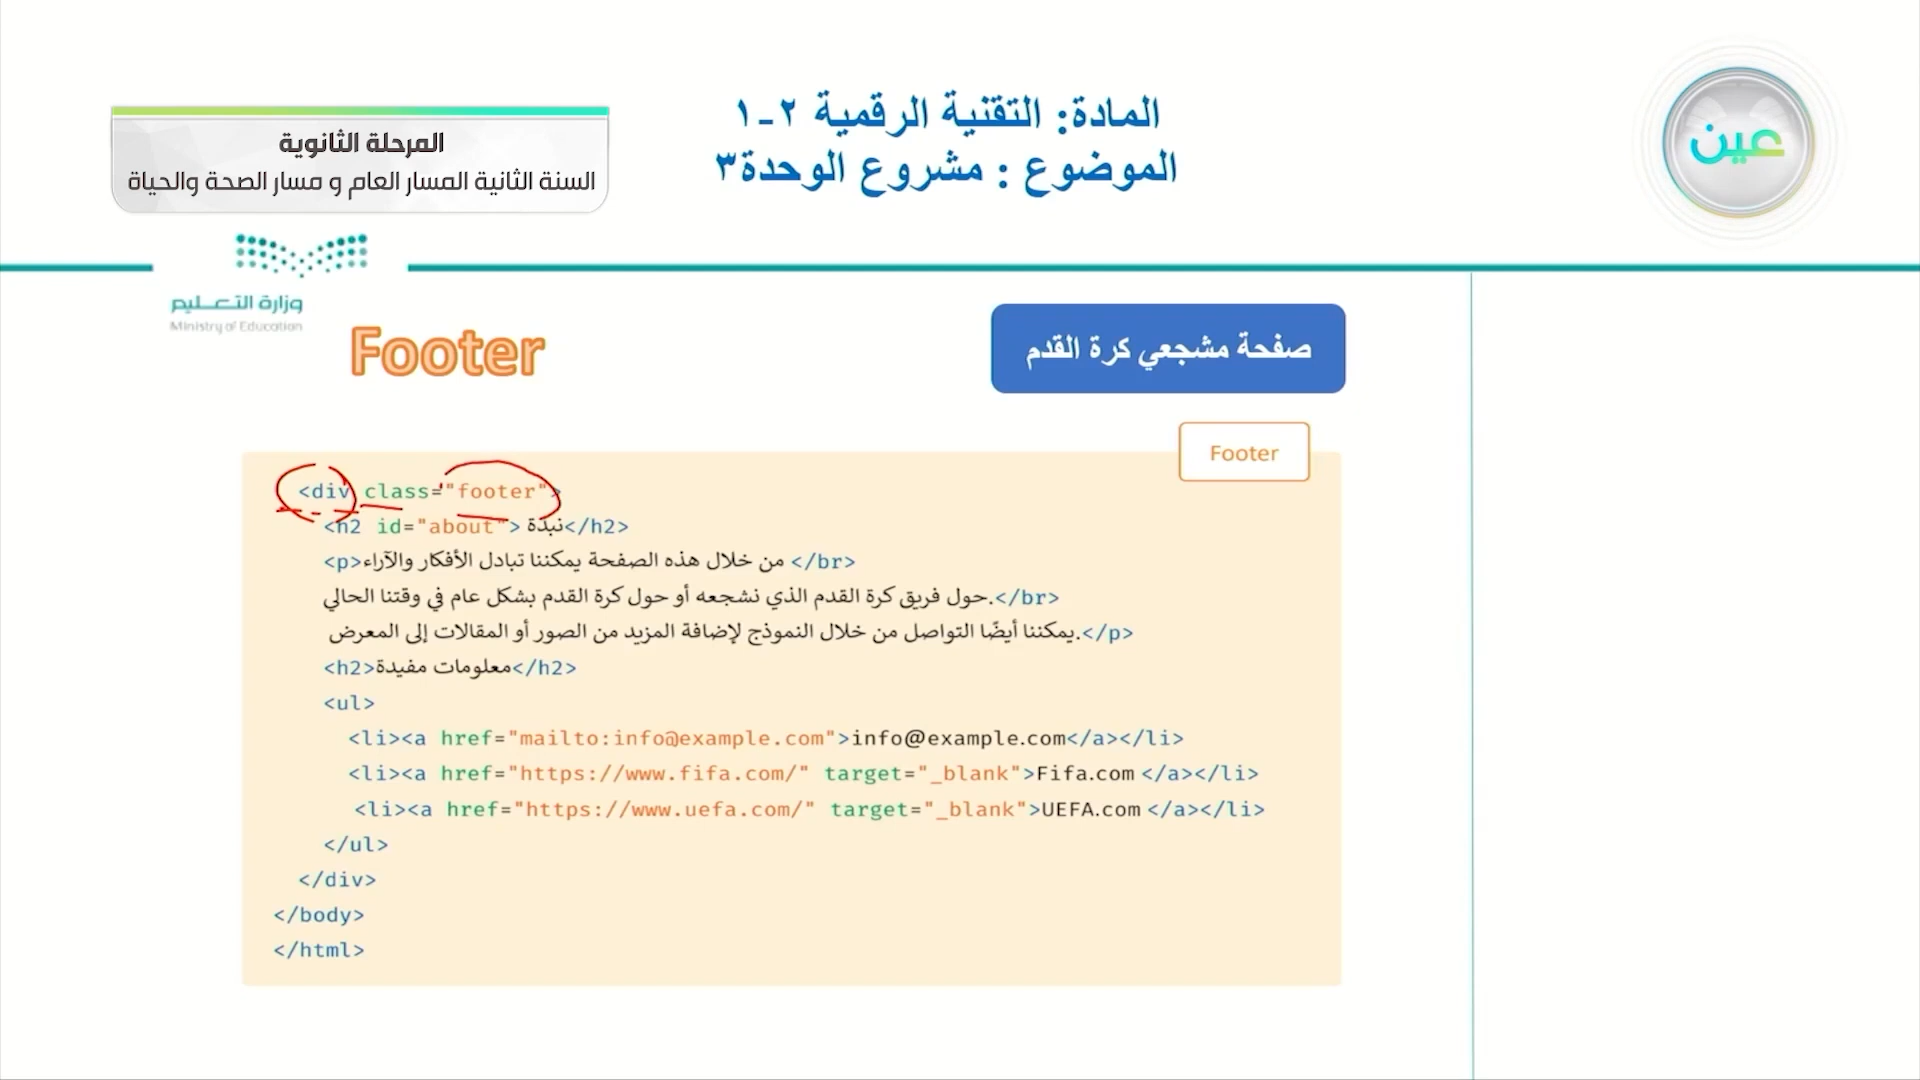 المادة: التقنية الرقمية ٢-١
الموضوع : مشروع الوحدة٣
المرحلة الثانوية
السنة الثانية المسار العام و مسار الصحة والحياة
عين
وزارة التعليم
Ministry of Education
Footer
صفحة مشجعي كرة القدم
Footer
<div class="footer">
<h2 id="about"> نبذة</h2>
<p>من خلال هذه الصفحة يمكننا تبادل الأفكار والآراء </br>
حول فريق كرة القدم الذي نشجعه أو حول كرة القدم بشكل عام في وقتنا الحالي.</br>
يمكننا أيضًا التواصل من خلال النموذج لإضافة المزيد من الصور أو المقالات إلى المعرض.</p>
<h2>معلومات مفيدة</h2>
<ul>
<li><a href="mailto:info@example.com">info@example.com</a></li>
<li><a href="https://www.fifa.com/" target="_blank">Fifa.com </a></li>
<li><a href="https://www.uefa.com/" target="_blank">UEFA.com </a></li>
</ul>
</div>
</body>
</html>